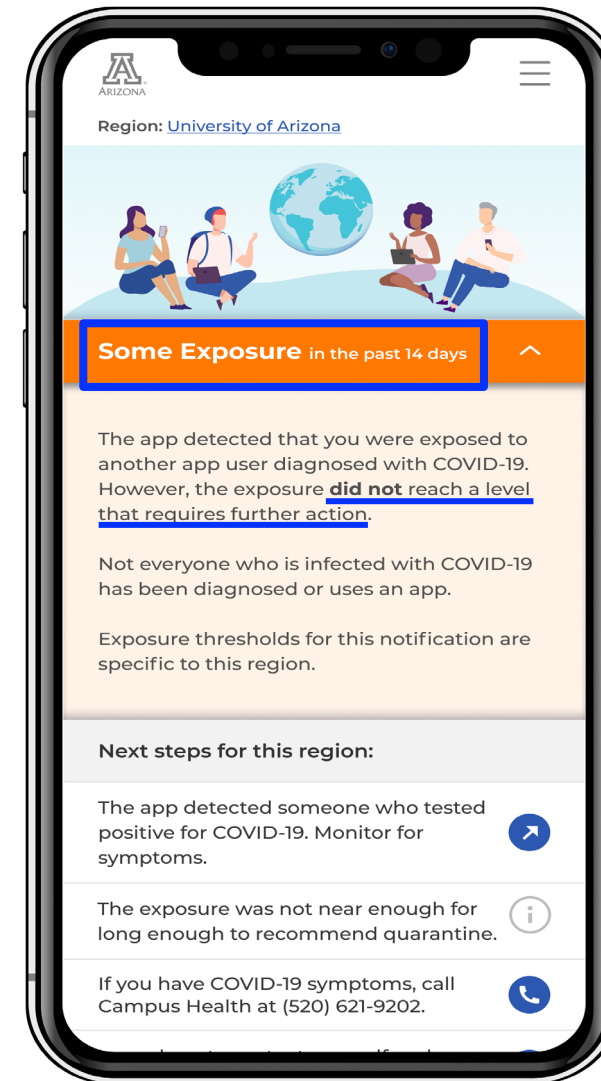 ARIZONA
Region: University of Arizona
Some Exposure in the past 14 days
The app detected that you were exposed to
another app user diagnosed with COVID-19.
However, the exposure did not reach a level
that requires further action.
Not everyone who is infected with COVID-19
has been diagnosed or uses an app.
Exposure thresholds for this notification are
specific to this region.
Next steps for this region:
The app detected someone who tested
positive for COVID-19. Monitor for
symptoms.
The exposure was not near enough for
long enough to recommend quarantine.
If you have COVID-19 symptoms, call
Campus Health at (520) 621-9202.